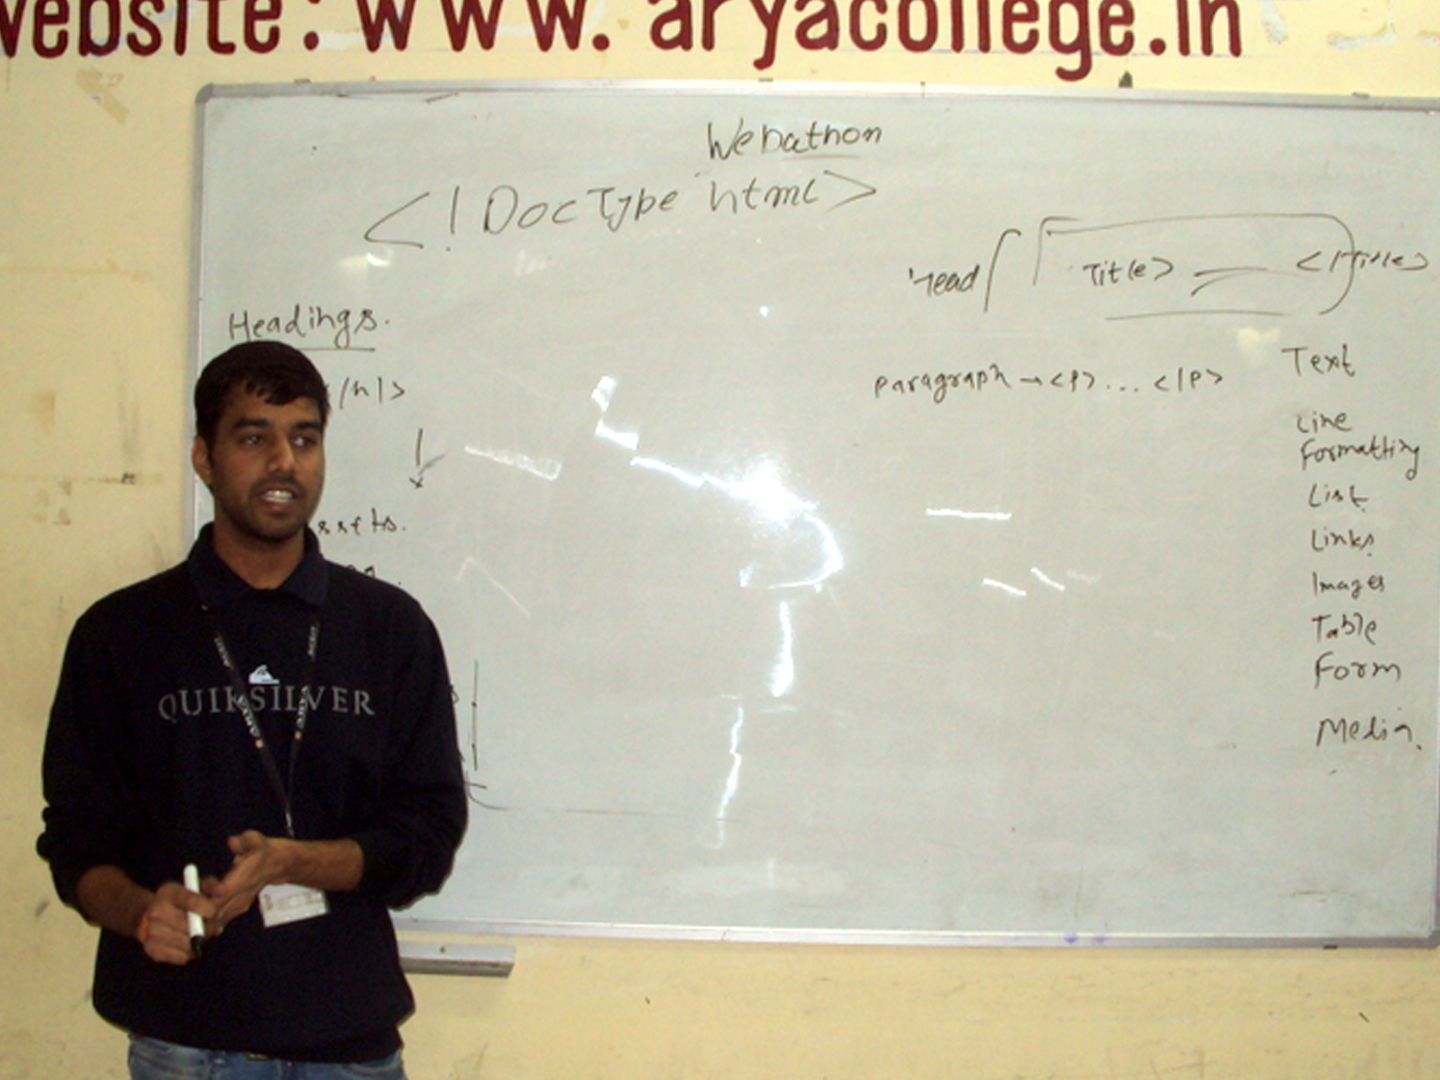 website: www. aryacollege.in
Webathon
<! DocType html>
head Title> </Title>
Headings.
/h1>
Paragraph → <P> ... </P>
Text
Line
Formatting
List
Links
Images
Table
Form
Media.
QUIKSILVER